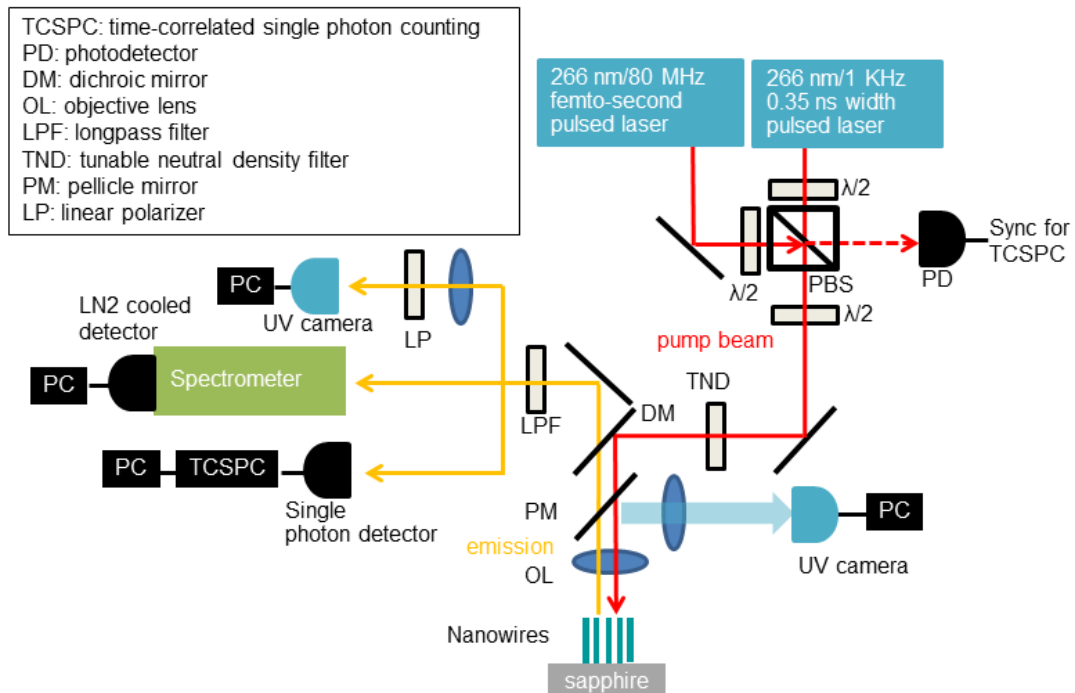 TCSPC: time-correlated single photon counting
PD: photodetector
DM: dichroic mirror
OL: objective lens
LPF: longpass filter
TND: tunable neutral density filter
PM: pellicle mirror
LP: linear polarizer
266 nm/80 MHz
femto-second
pulsed laser
266 nm/1 KHz
0.35 ns width
pulsed laser
λ/2
λ/2
PBS
PD
Sync for
TCSPC
λ/2
pump beam
PC
UV camera
LP
LN2 cooled
detector
PC
Spectrometer
LPF
DM
TND
PC
TCSPC
Single
photon detector
PM
emission
OL
PC
UV camera
Nanowires
sapphire